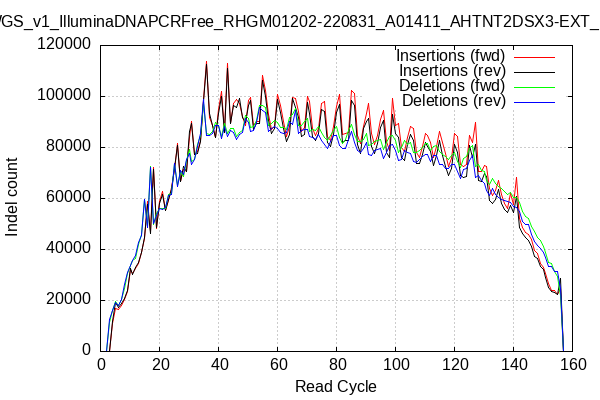 WGS_v1_IlluminaDNAPCRFree_RHGM01202-220831_A01411_AHTNT2DSX3-EXT_
120000
100000
80000
60000
40000
20000
0
Insertions (fwd)
Insertions (rev)
Deletions (fwd)
Deletions (rev)
Indel count
0 20 40 60 80 100 120 140 160
Read Cycle